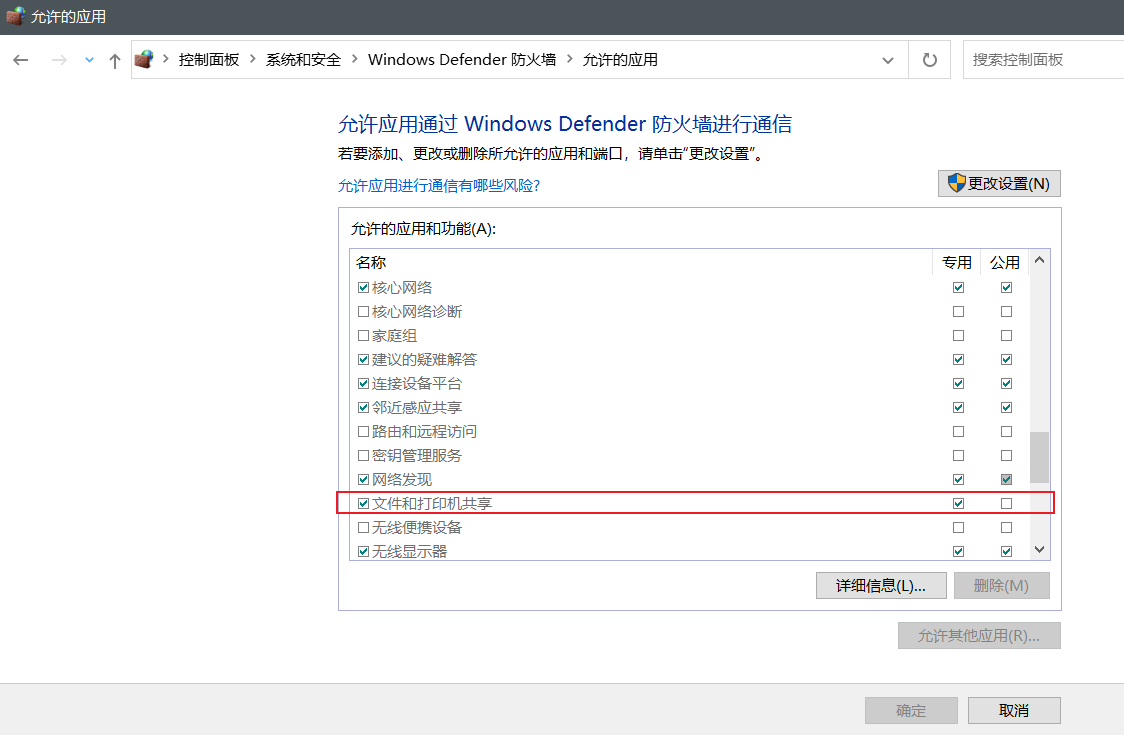 允许的应用
控制面板 系统和安全 Windows Defender 防火墙 允许的应用
搜索控制面板
允许应用通过 Windows Defender 防火墙进行通信
若要添加、更改或删除所允许的应用和端口，请单击"更改设置"。
允许应用进行通信有哪些风险?
更改设置(N)
允许的应用和功能(A):
名称 专用 公用
核心网络
核心网络诊断
家庭组
建议的疑难解答
连接设备平台
邻近感应共享
路由和远程访问
密钥管理服务
网络发现
文件和打印机共享
无线便携设备
无线显示器
详细信息(L)... 删除(M)
允许其他应用(R)...
确定 取消